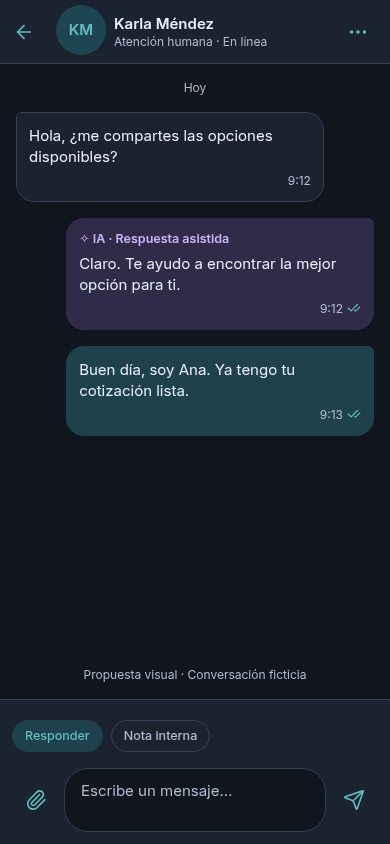 KM
Karla Méndez
Atención humana · En línea
Hoy
Hola, ¿me compartes las opciones
disponibles?
9:12
✧ IA · Respuesta asistida
Claro. Te ayudo a encontrar la mejor
opción para ti.
9:12
Buen día, soy Ana. Ya tengo tu
cotización lista.
9:13
Propuesta visual · Conversación ficticia
Responder
Nota interna
Escribe un mensaje...